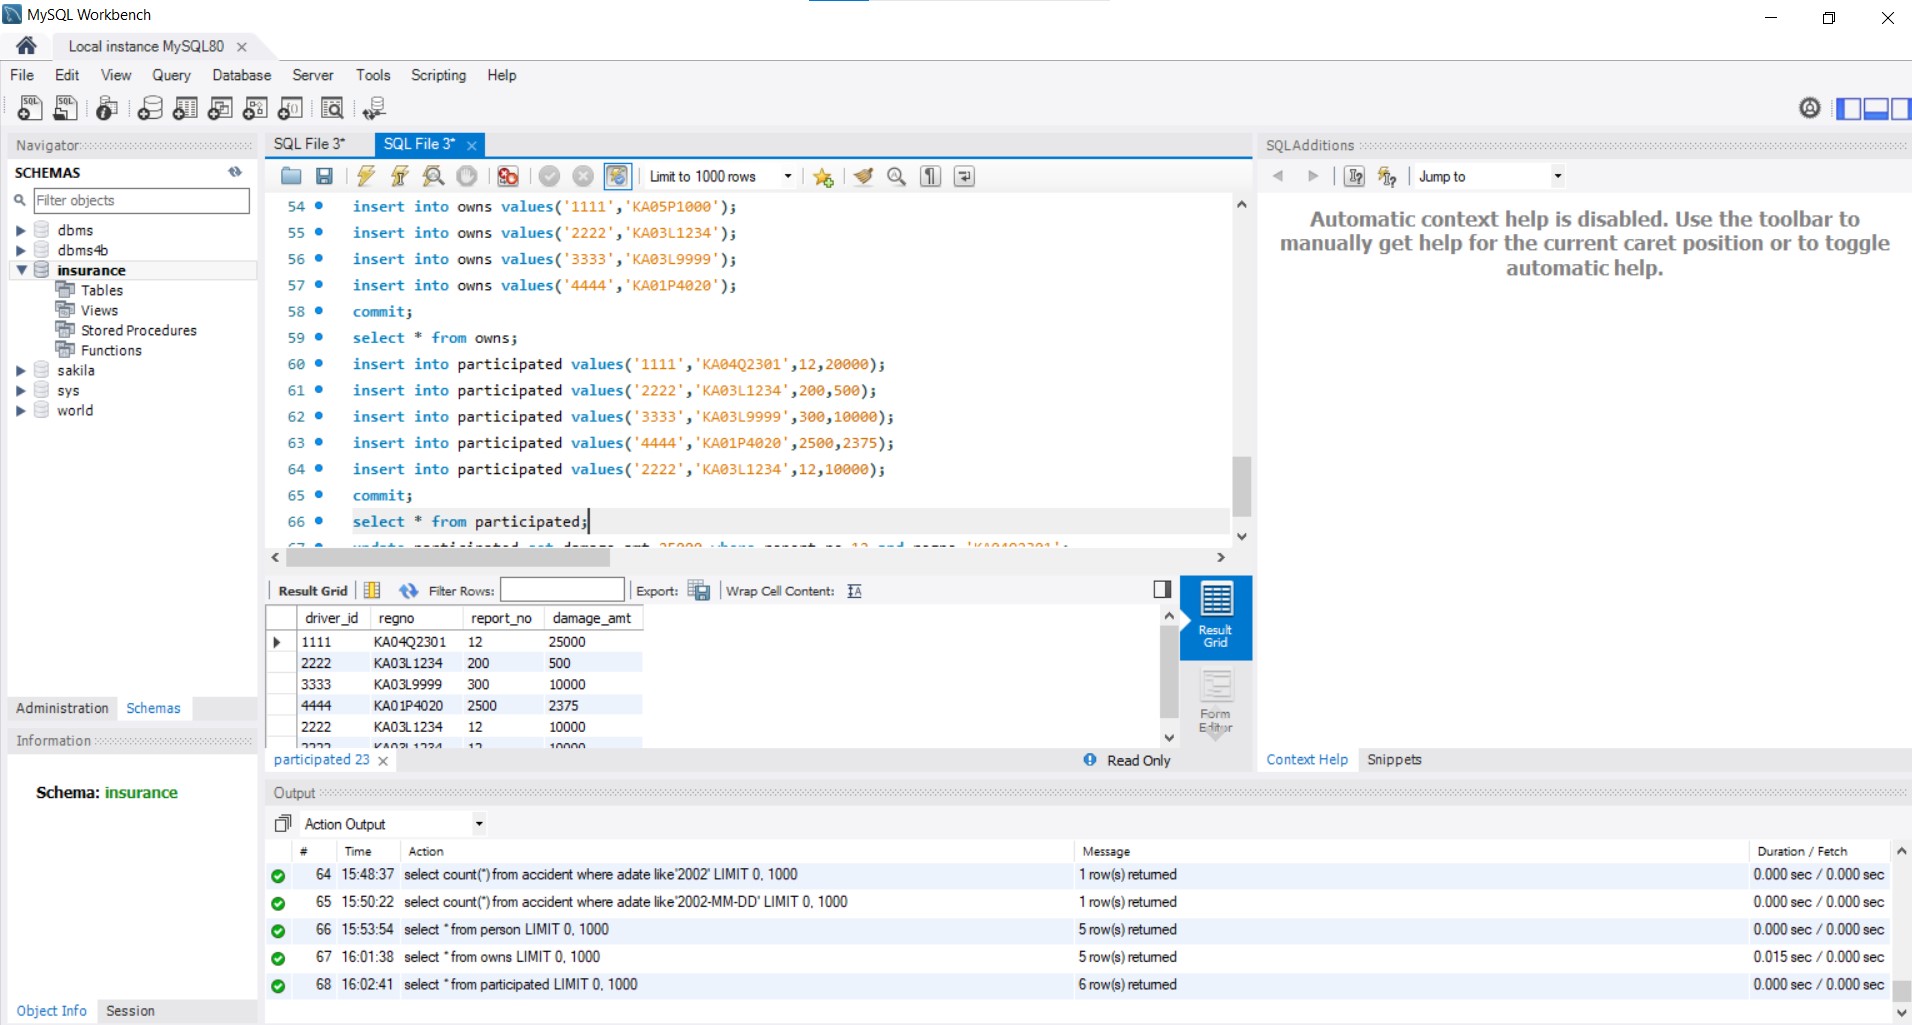 MySQL Workbench
Local instance MySQL80
File Edit View Query Database Server Tools Scripting Help
Navigator
SCHEMAS
Filter objects
dbms
dbms4b
insurance
Tables
Views
Stored Procedures
Functions
sakila
sys
world
Administration Schemas
Information
Schema: insurance
Object Info Session
SQL File 3* SQL File 3*
Limit to 1000 rows
54 insert into owns values('1111','KA05P1000');
55 insert into owns values('2222','KA03L1234');
56 insert into owns values('3333','KA03L9999');
57 insert into owns values('4444','KA01P4020');
58 commit;
59 select * from owns;
60 insert into participated values('1111','KA04Q2301',12,20000);
61 insert into participated values('2222','KA03L1234',200,500);
62 insert into participated values('3333','KA03L9999',300,10000);
63 insert into participated values('4444','KA01P4020',2500,2375);
64 insert into participated values('2222','KA03L1234',12,10000);
65 commit;
66 select * from participated;
Result Grid Filter Rows: Export: Wrap Cell Content:
driver_id regno report_no damage_amt
1111 KA04Q2301 12 25000
2222 KA03L1234 200 500
3333 KA03L9999 300 10000
4444 KA01P4020 2500 2375
2222 KA03L1234 12 10000
Result
Grid
Form
Editor
participated 23
Read Only
SQLAdditions
Jump to
Automatic context help is disabled. Use the toolbar to
manually get help for the current caret position or to toggle
automatic help.
Context Help Snippets
Output
Action Output
# Time Action Message Duration / Fetch
64 15:48:37 select count(*) from accident where adate like'2002' LIMIT 0, 1000 1 row(s) returned 0.000 sec / 0.000 sec
65 15:50:22 select count(*) from accident where adate like'2002-MM-DD' LIMIT 0, 1000 1 row(s) returned 0.000 sec / 0.000 sec
66 15:53:54 select * from person LIMIT 0, 1000 5 row(s) returned 0.000 sec / 0.000 sec
67 16:01:38 select * from owns LIMIT 0, 1000 5 row(s) returned 0.015 sec / 0.000 sec
68 16:02:41 select * from participated LIMIT 0, 1000 6 row(s) returned 0.000 sec / 0.000 sec